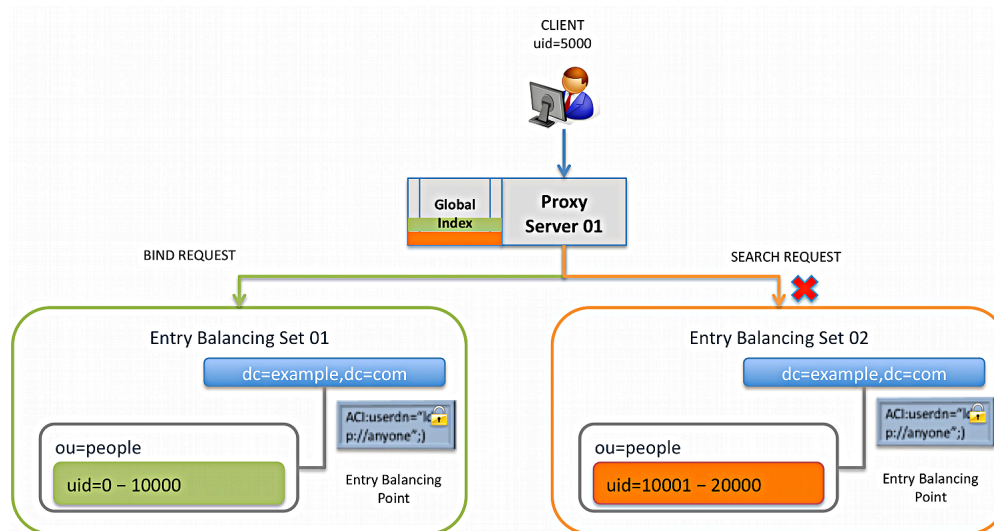 CLIENT
uid=5000
Global
Index
Proxy
Server 01
BIND REQUEST
SEARCH REQUEST
Entry Balancing Set 01
dc=example,dc=com
ACI:userdn="
p://anyone";)
ou=people
uid=0 – 10000
Entry Balancing
Point
Entry Balancing Set 02
dc=example,dc=com
ACI:userdn="
p://anyone";)
ou=people
uid=10001 – 20000
Entry Balancing
Point